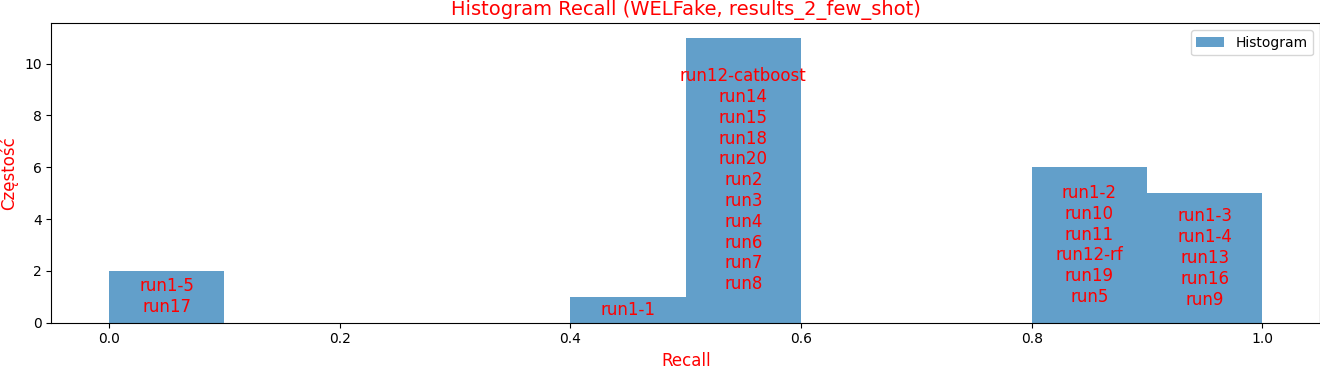 Histogram Recall (WELFake, results_2_few_shot)
Histogram
Częstość
10
8
6
4
2
0
run1-5
run17
run1-1
run12-catboost
run14
run15
run18
run20
run2
run3
run4
run6
run7
run8
run1-2
run10
run11
run12-rf
run19
run5
run1-3
run1-4
run13
run16
run9
0.0 0.2 0.4 0.6 0.8 1.0
Recall